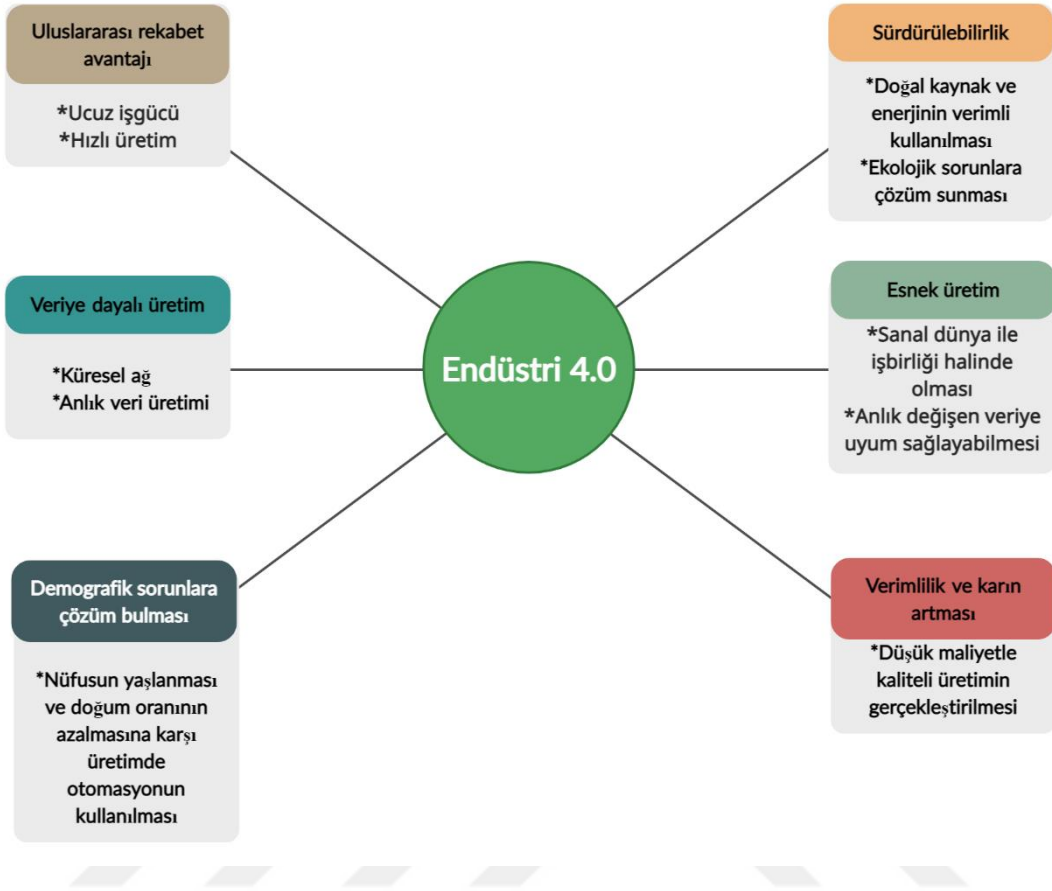 Uluslararası rekabet
avantajı
*Ucuz işgücü
*Hızlı üretim
Veriye dayalı üretim
*Küresel ağ
*Anlık veri üretimi
Demografik sorunlara
çözüm bulması
*Nüfusun yaşlanması
ve doğum oranının
azalmasına karşı
üretimde
otomasyonun
kullanılması
Endüstri 4.0
Sürdürülebilirlik
*Doğal kaynak ve
enerjinin verimli
kullanılması
*Ekolojik sorunlara
çözüm sunması
Esnek üretim
*Sanal dünya ile
işbirliği halinde
olması
*Anlık değişen veriye
uyum sağlayabilmesi
Verimlilik ve karın
artması
*Düşük maliyetle
kaliteli üretimin
gerçekleştirilmesi